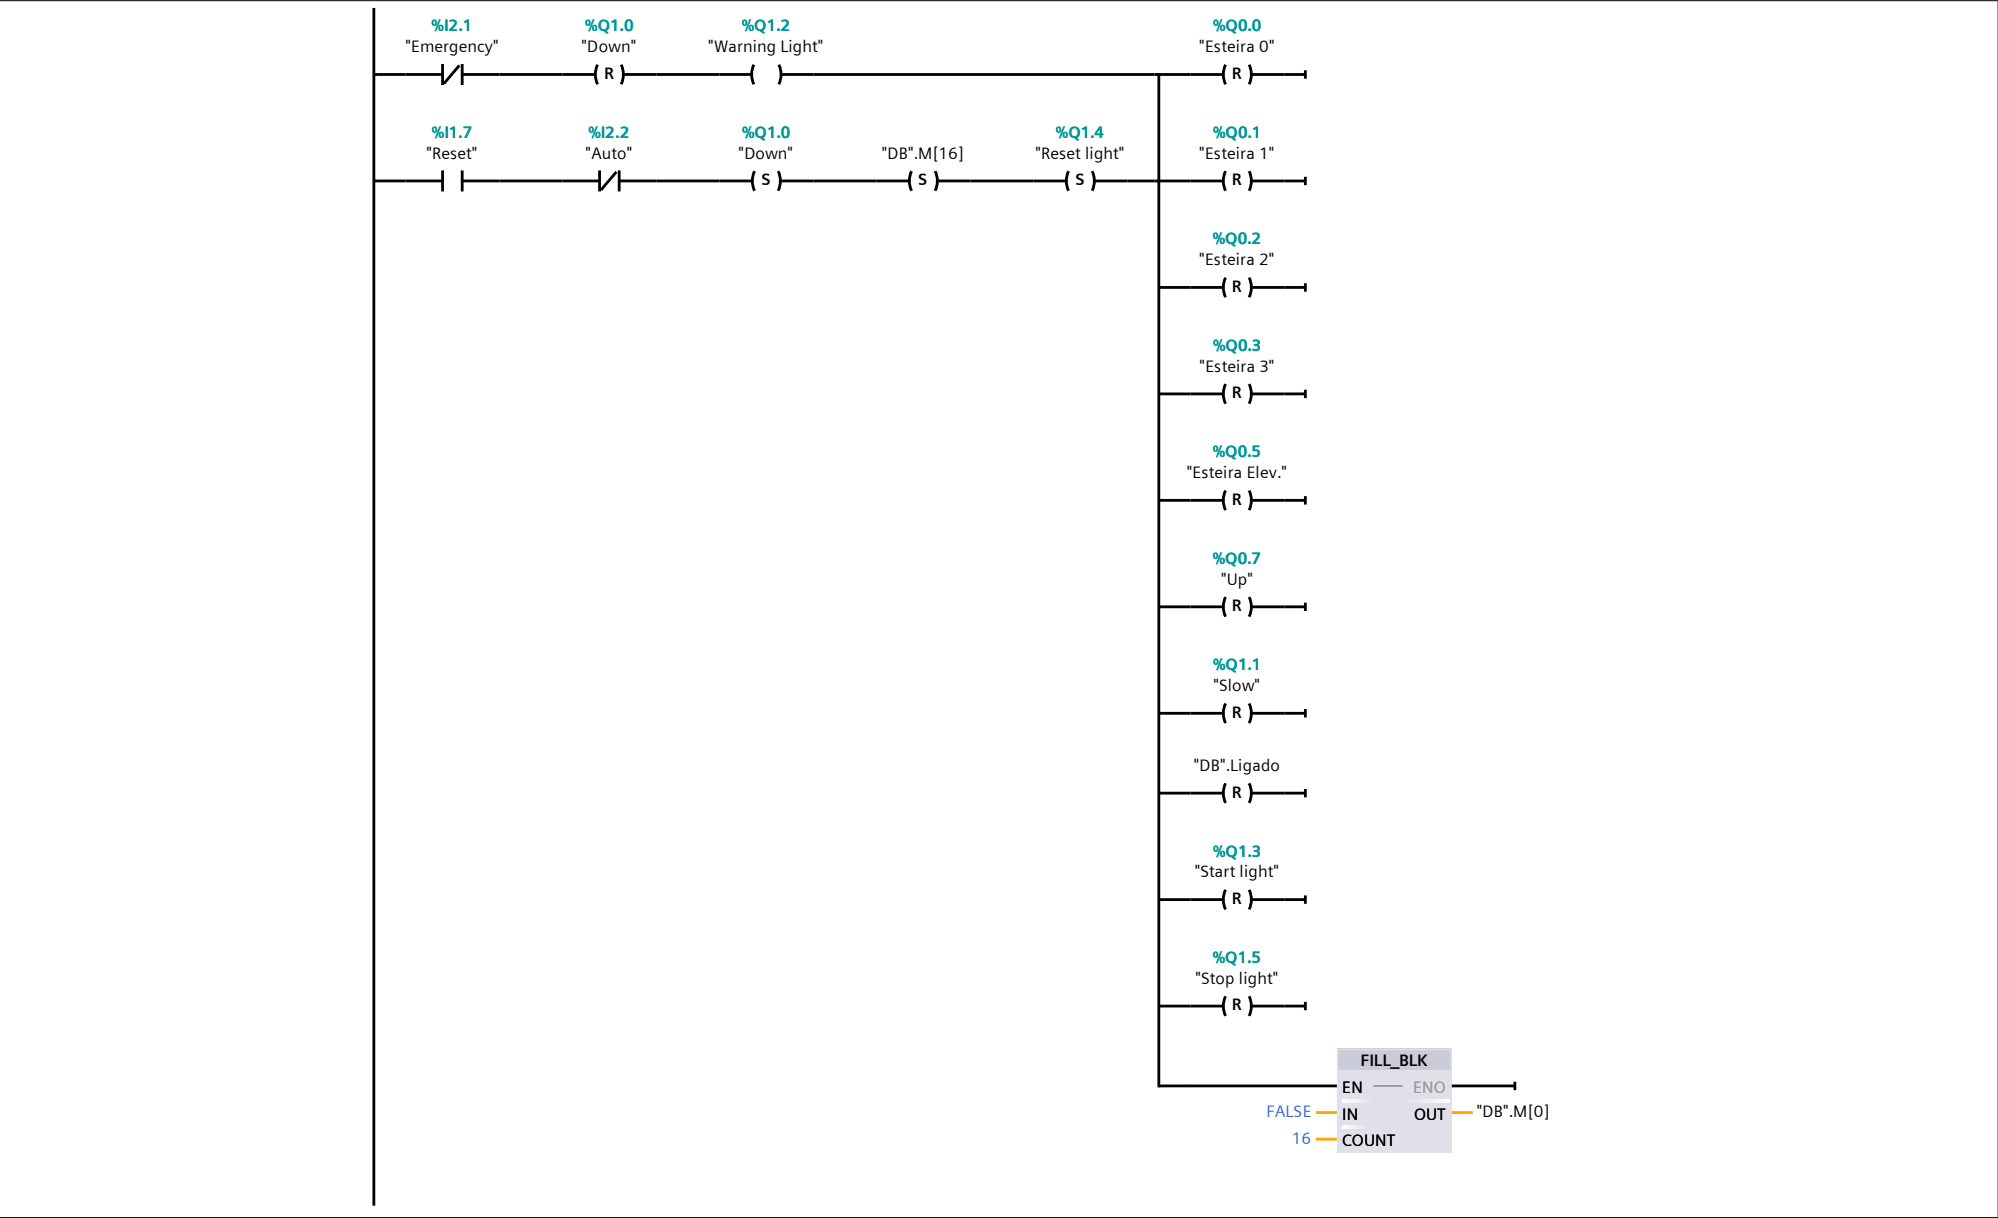 %I2.1 %Q1.0 %Q1.2 %Q0.0
"Emergency" "Down" "Warning Light" "Esteira 0"
R R
%I1.7 %I2.2 %Q1.0 %Q1.4 %Q0.1
"Reset" "Auto" "Down" "DB".M[16] "Reset light" "Esteira 1"
S S S R
%Q0.2
"Esteira 2"
R
%Q0.3
"Esteira 3"
R
%Q0.5
"Esteira Elev."
R
%Q0.7
"Up"
R
%Q1.1
"Slow"
R
"DB".Ligado
R
%Q1.3
"Start light"
R
%Q1.5
"Stop light"
R
FILL_BLK
EN ENO
FALSE IN OUT "DB".M[0]
16 COUNT